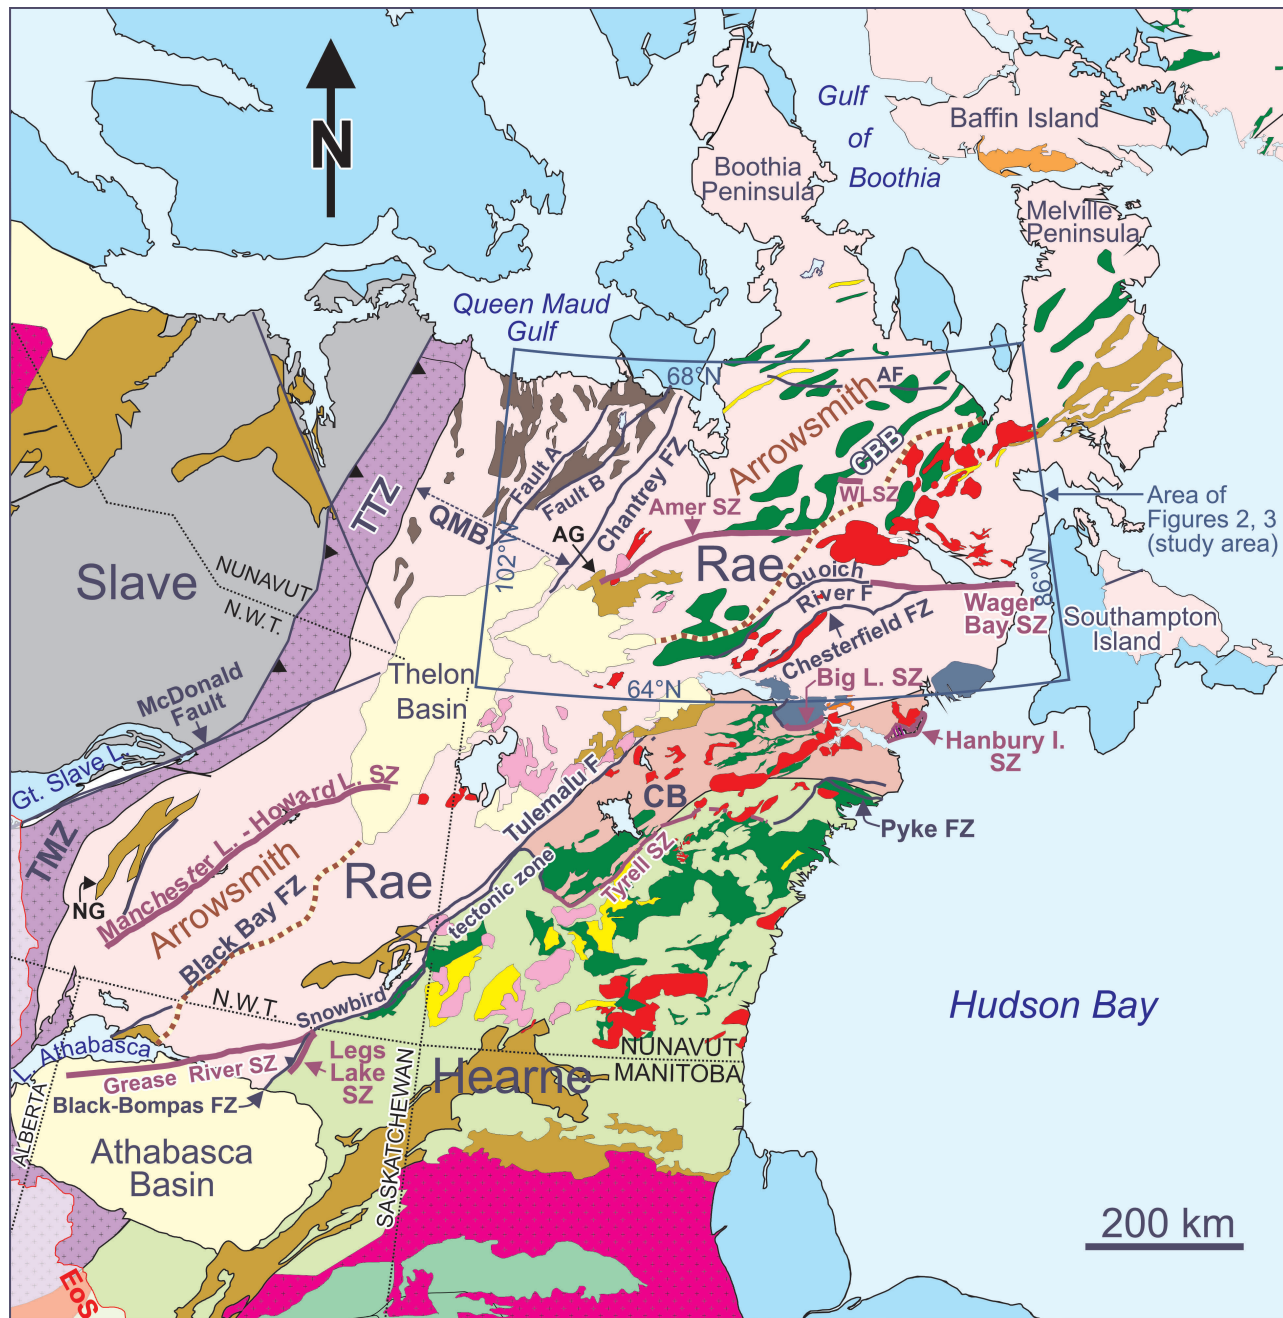 N
Gulf
of
Boothia
Baffin Island
Boothia
Peninsula
Melville
Peninsula
Queen Maud
Gulf
68°N
AF
Arrowsmith
CBB
Fault A
Fault B
Chantrey FZ
TTZ
QMB
102°W
AG
Amer SZ
WLSZ
Area of
Figures 2, 3
(study area)
Slave
NUNAVUT
N.W.T.
Rae
Quoich
River F
86°W
Wager
Bay SZ
Southampton
Island
Chesterfield FZ
Thelon
Basin
64°N
Big L. SZ
McDonald
Fault
Gt. Slave L.
Hanbury I.
SZ
Manchester L. - Howard L. SZ
Tulemalu F
CB
Pyke FZ
TMZ
Arrowsmith
Rae
Tyrell SZ
NG
Black Bay FZ
tectonic zone
Snowbird
N.W.T.
Hudson Bay
L. Athabasca
Grease River SZ
Legs
Lake
SZ
Hearne
NUNAVUT
MANITOBA
Black-Bompas FZ
ALBERTA
SASKATCHEWAN
Athabasca
Basin
200 km
EoS